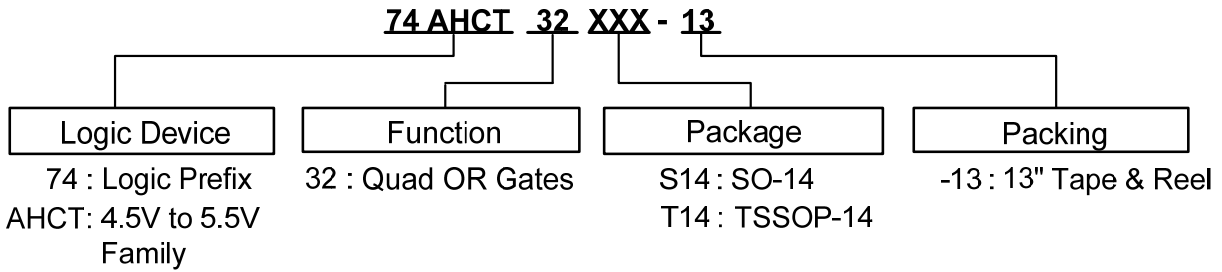 74 AHCT 32 XXX - 13
Logic Device
Function
Package
Packing
74 : Logic Prefix
AHCT: 4.5V to 5.5V
Family
32 : Quad OR Gates
S14 : SO-14
T14 : TSSOP-14
-13 : 13" Tape & Reel